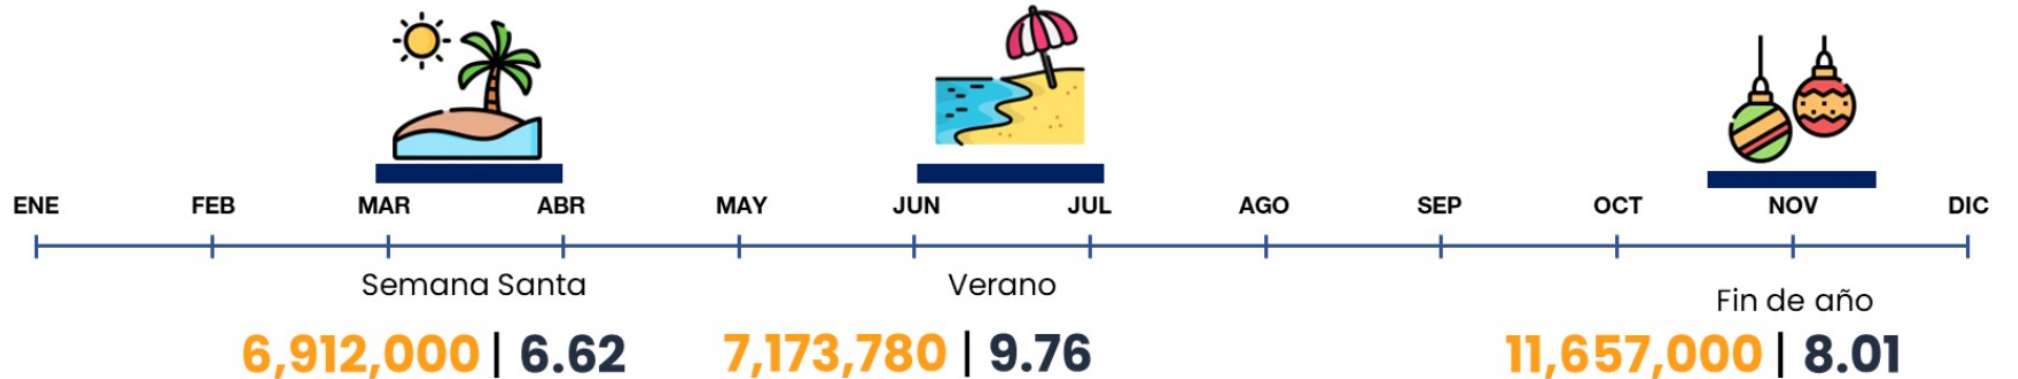 ENE FEB MAR ABR MAY JUN JUL AGO SEP OCT NOV DIC
Semana Santa
Verano
Fin de año
6,912,000 | 6.62
7,173,780 | 9.76
11,657,000 | 8.01